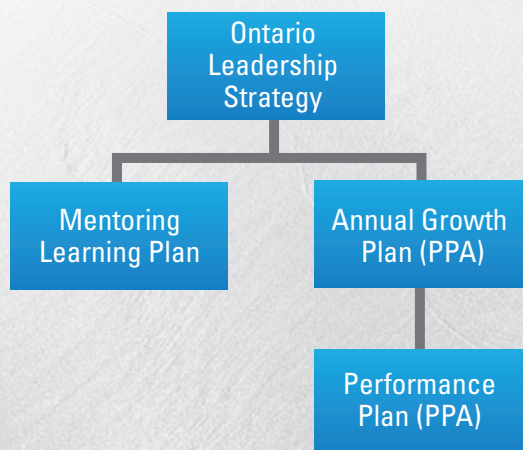 Ontario
Leadership
Strategy
Mentoring
Learning Plan
Annual Growth
Plan (PPA)
Performance
Plan (PPA)